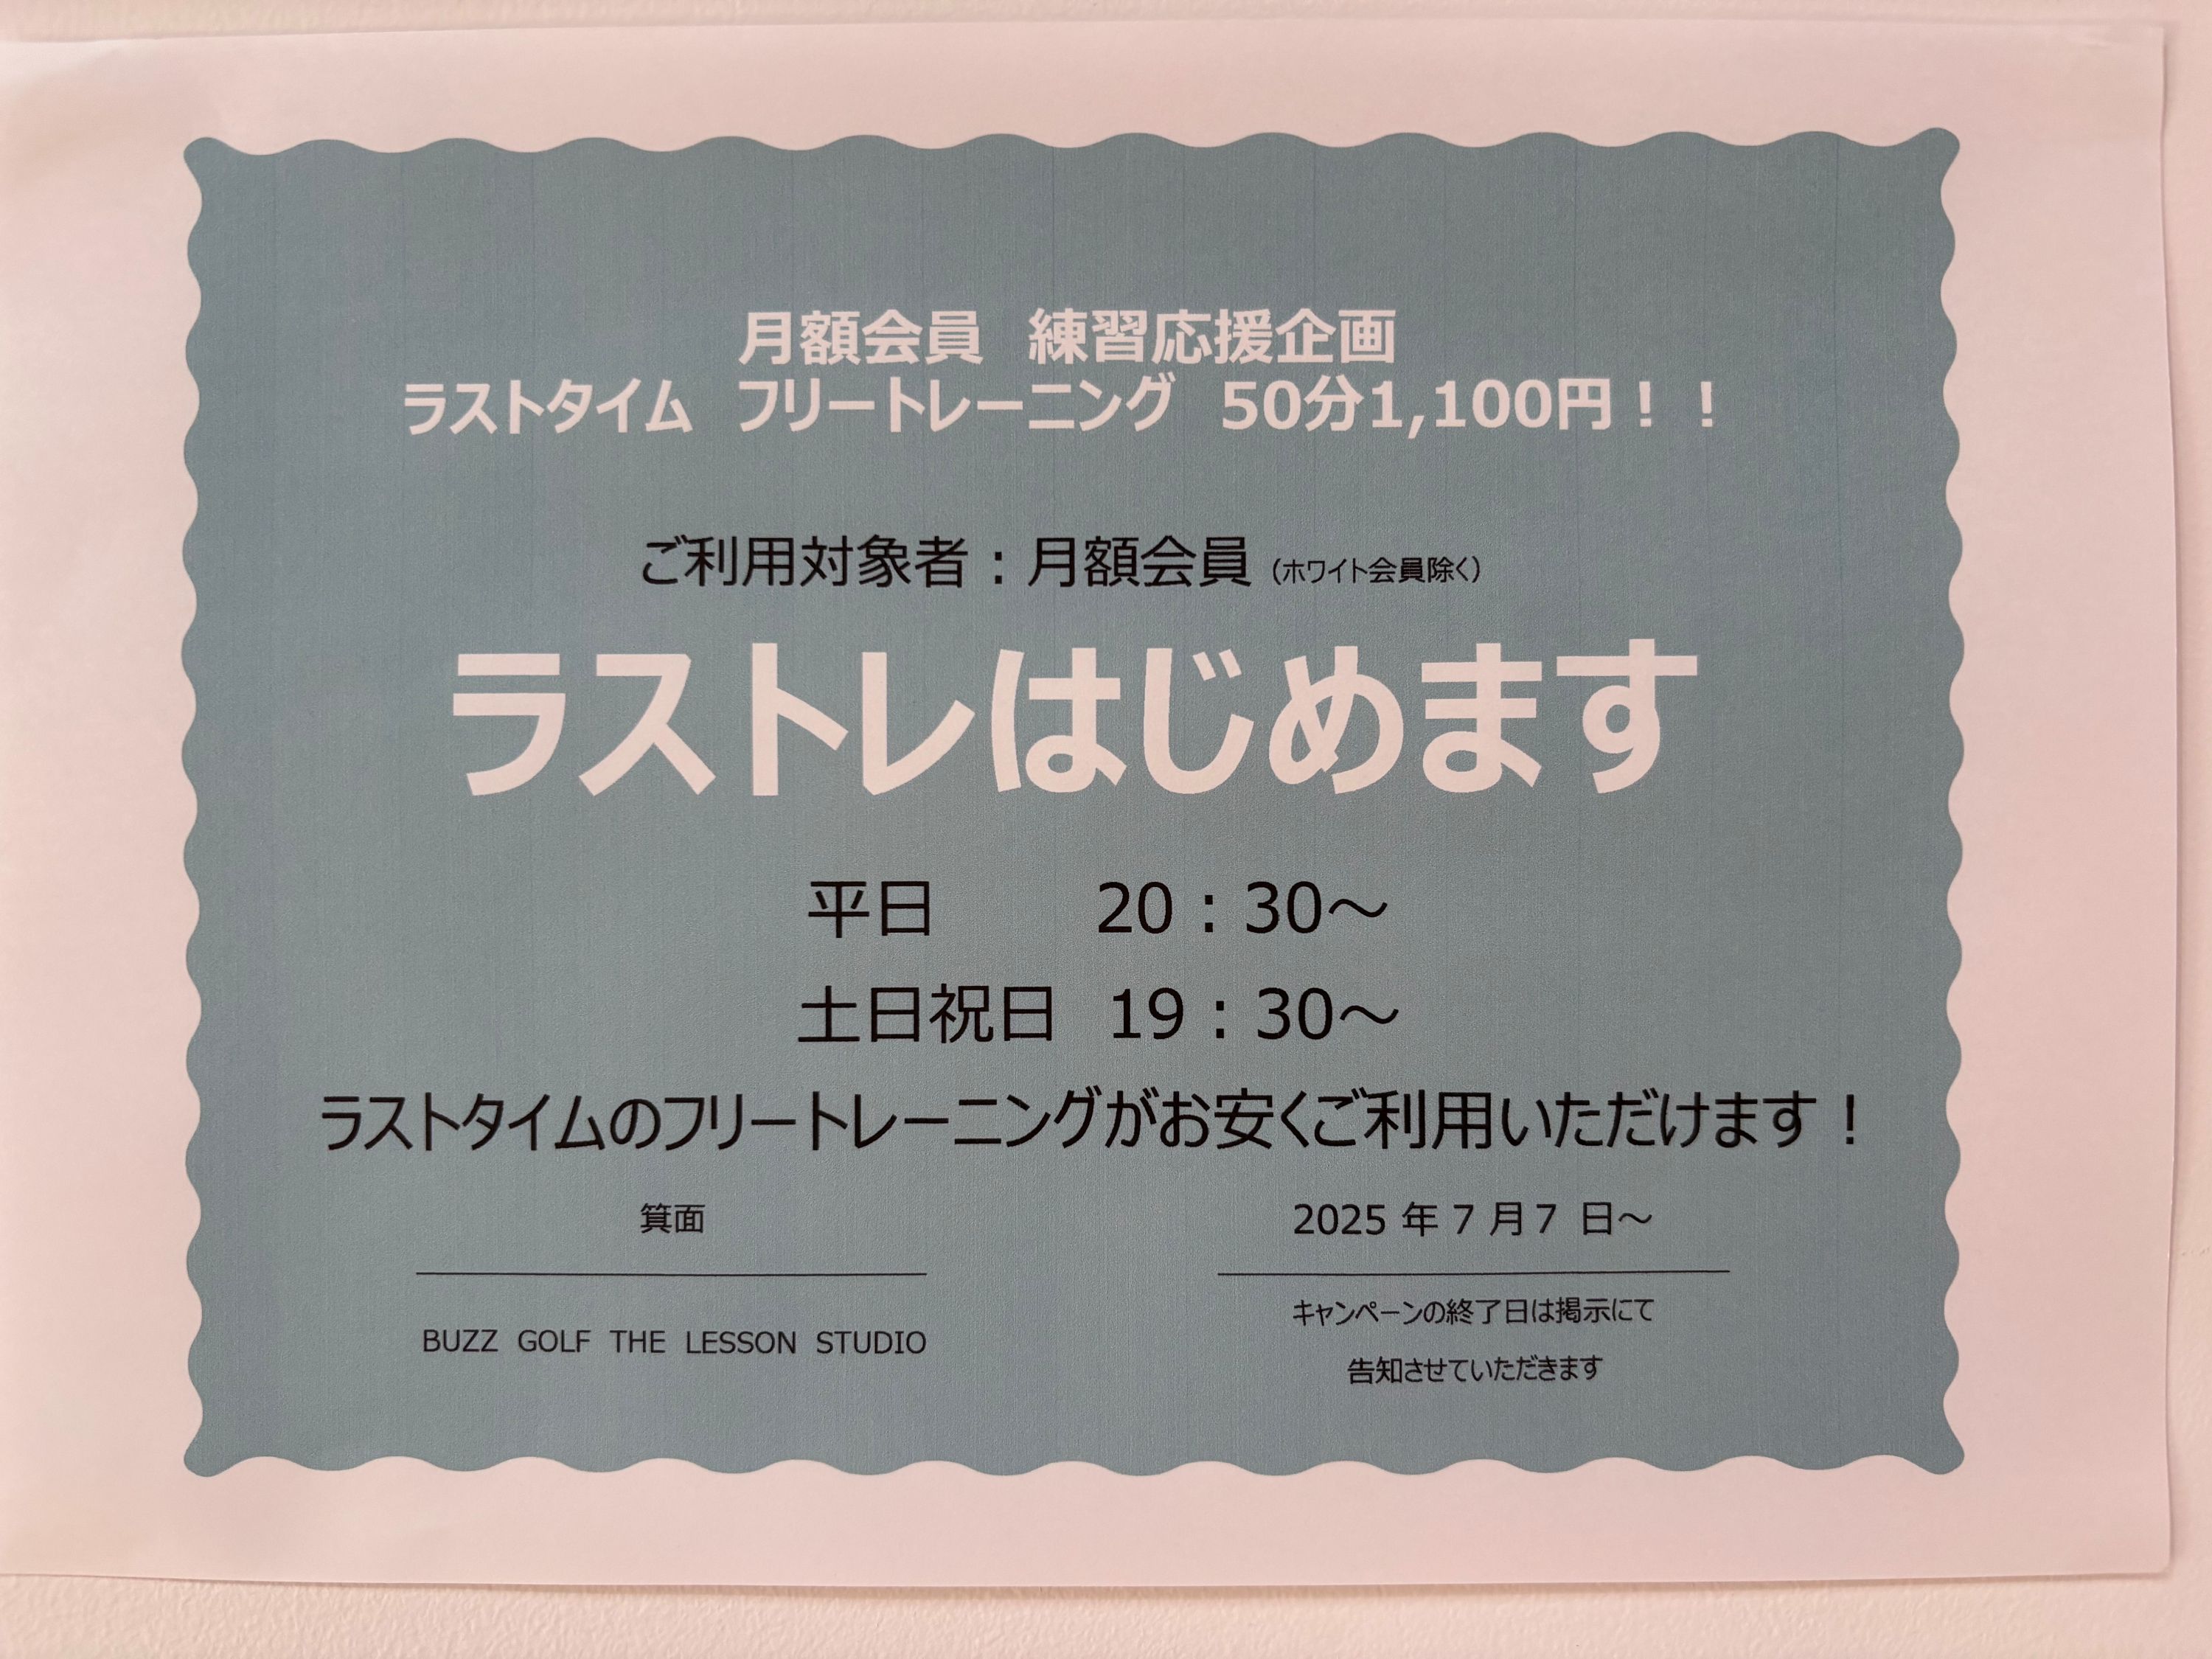 月額会員　練習応援企画
ラストタイム　フリートレーニング　50分1,100円！！
ご利用対象者：月額会員（ホワイト会員除く）
ラストレはじめます
平日　20：30～
土日祝日　19：30～
ラストタイムのフリートレーニングがお安くご利用いただけます！
箕面
2025 年 7 月 7 日～
BUZZ GOLF THE LESSON STUDIO
キャンペーンの終了日は掲示にて
告知させていただきます